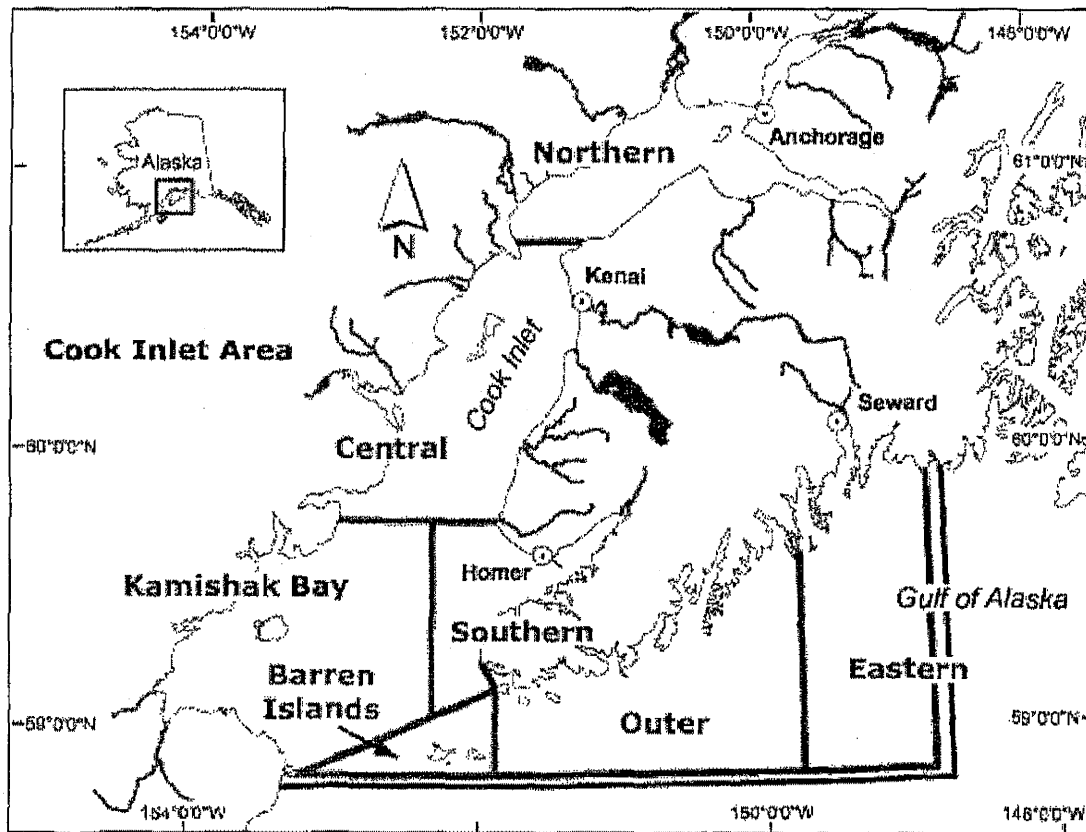 154°0'0"W
152°0'0"W
150°0'0"W
148°0'0"W
Alaska
Anchorage
Northern
61°0'0"N
N
Kenai
Cook Inlet Area
Cook Inlet
Seward
60°0'0"N
Central
60°0'0"N
Homer
Kamishak Bay
Gulf of Alaska
Southern
Eastern
Barren
Islands
Outer
59°0'0"N
59°0'0"N
154°0'0"W
152°0'0"W
150°0'0"W
148°0'0"W